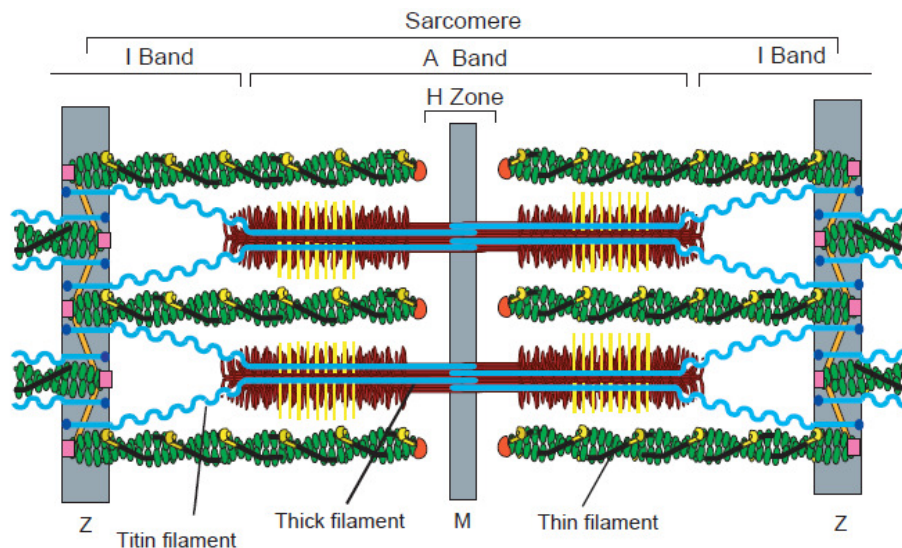 Sarcomere
I Band
A Band
I Band
H Zone
Z
Titin filament
Thick filament
M
Thin filament
Z